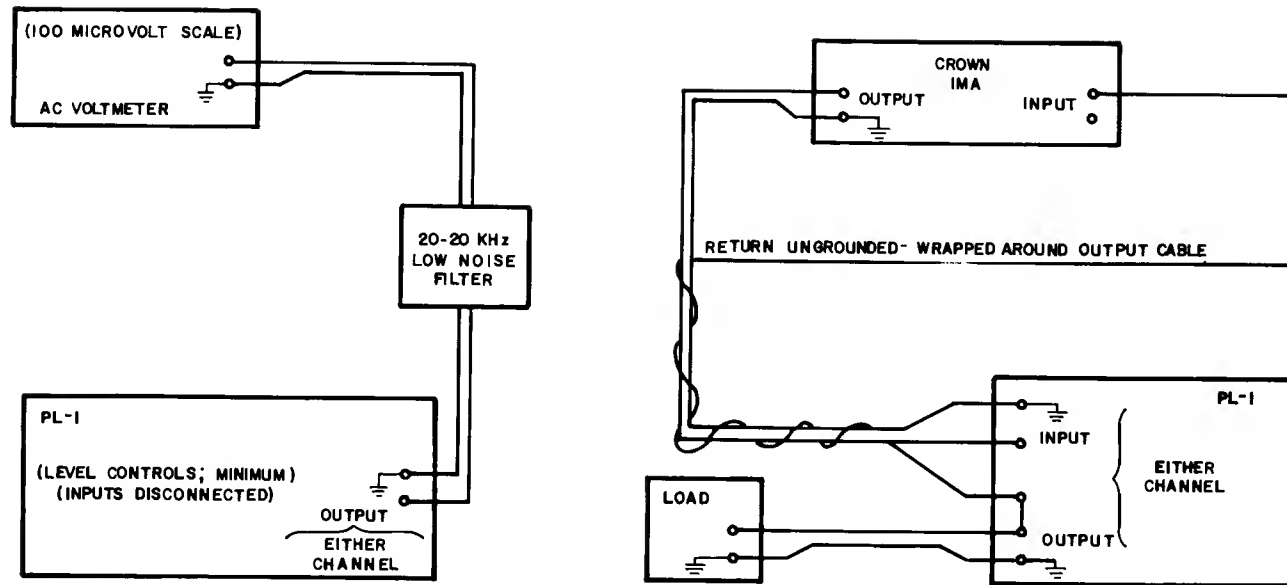 (100 MICROVOLT SCALE)
AC VOLTMETER
20-20 KHz
LOW NOISE
FILTER
PL-1
(LEVEL CONTROLS; MINIMUM)
(INPUTS DISCONNECTED)
OUTPUT
EITHER
CHANNEL
CROWN
IMA
OUTPUT
INPUT
RETURN UNGROUNDED- WRAPPED AROUND OUTPUT CABLE
PL-1
INPUT
EITHER
CHANNEL
LOAD
OUTPUT